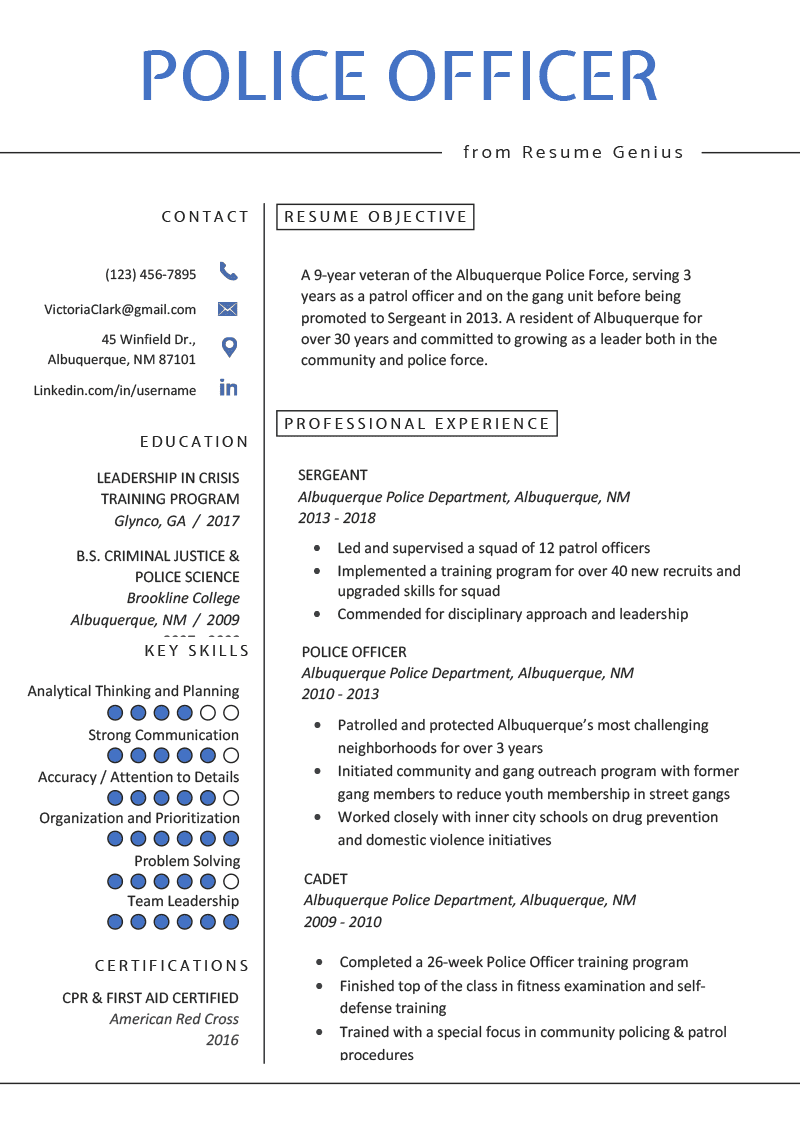 POLICE OFFICER
from Resume Genius
CONTACT
(123) 456-7895
VictoriaClark@gmail.com
45 Winfield Dr.,
Albuquerque, NM 87101
Linkedin.com/in/username
EDUCATION
LEADERSHIP IN CRISIS
TRAINING PROGRAM
Glynco, GA / 2017
B.S. CRIMINAL JUSTICE &
POLICE SCIENCE
Brookline College
Albuquerque, NM / 2009
KEY SKILLS
Analytical Thinking and Planning
Strong Communication
Accuracy / Attention to Details
Organization and Prioritization
Problem Solving
Team Leadership
CERTIFICATIONS
CPR & FIRST AID CERTIFIED
American Red Cross
2016
RESUME OBJECTIVE
A 9-year veteran of the Albuquerque Police Force, serving 3
years as a patrol officer and on the gang unit before being
promoted to Sergeant in 2013. A resident of Albuquerque for
over 30 years and committed to growing as a leader both in the
community and police force.
PROFESSIONAL EXPERIENCE
SERGEANT
Albuquerque Police Department, Albuquerque, NM
2013 - 2018
• Led and supervised a squad of 12 patrol officers
• Implemented a training program for over 40 new recruits and
upgraded skills for squad
• Commended for disciplinary approach and leadership
POLICE OFFICER
Albuquerque Police Department, Albuquerque, NM
2010 - 2013
• Patrolled and protected Albuquerque’s most challenging
neighborhoods for over 3 years
• Initiated community and gang outreach program with former
gang members to reduce youth membership in street gangs
• Worked closely with inner city schools on drug prevention
and domestic violence initiatives
CADET
Albuquerque Police Department, Albuquerque, NM
2009 - 2010
• Completed a 26-week Police Officer training program
• Finished top of the class in fitness examination and self-
defense training
• Trained with a special focus in community policing & patrol
procedures